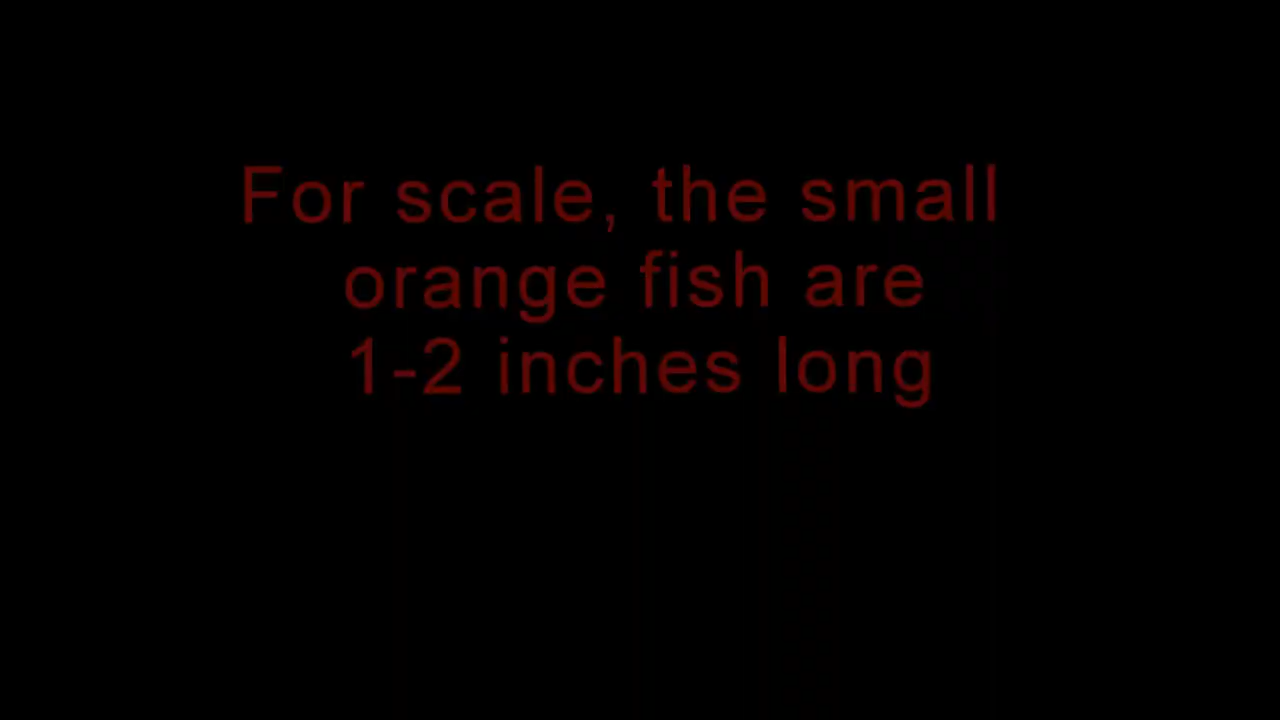 For scale, the small
orange fish are
1-2 inches long